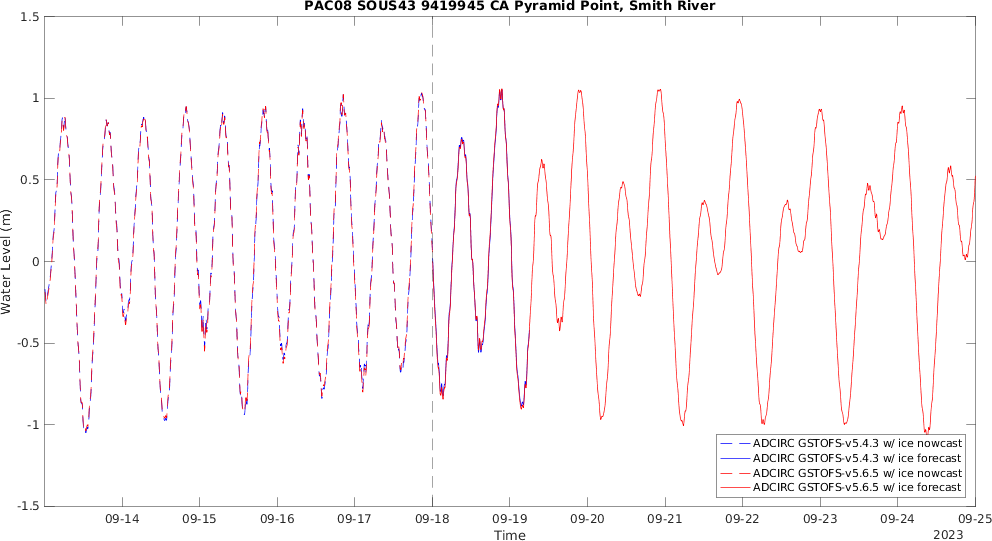 PAC08 SOUS43 9419945 CA Pyramid Point, Smith River
1.5
1
0.5
0
-0.5
-1
-1.5
Water Level (m)
ADCIRC GSTOFS-v5.4.3 w/ ice nowcast
ADCIRC GSTOFS-v5.4.3 w/ ice forecast
ADCIRC GSTOFS-v5.6.5 w/ ice nowcast
ADCIRC GSTOFS-v5.6.5 w/ ice forecast
09-14 09-15 09-16 09-17 09-18 09-19 09-20 09-21 09-22 09-23 09-24 09-25
Time
2023